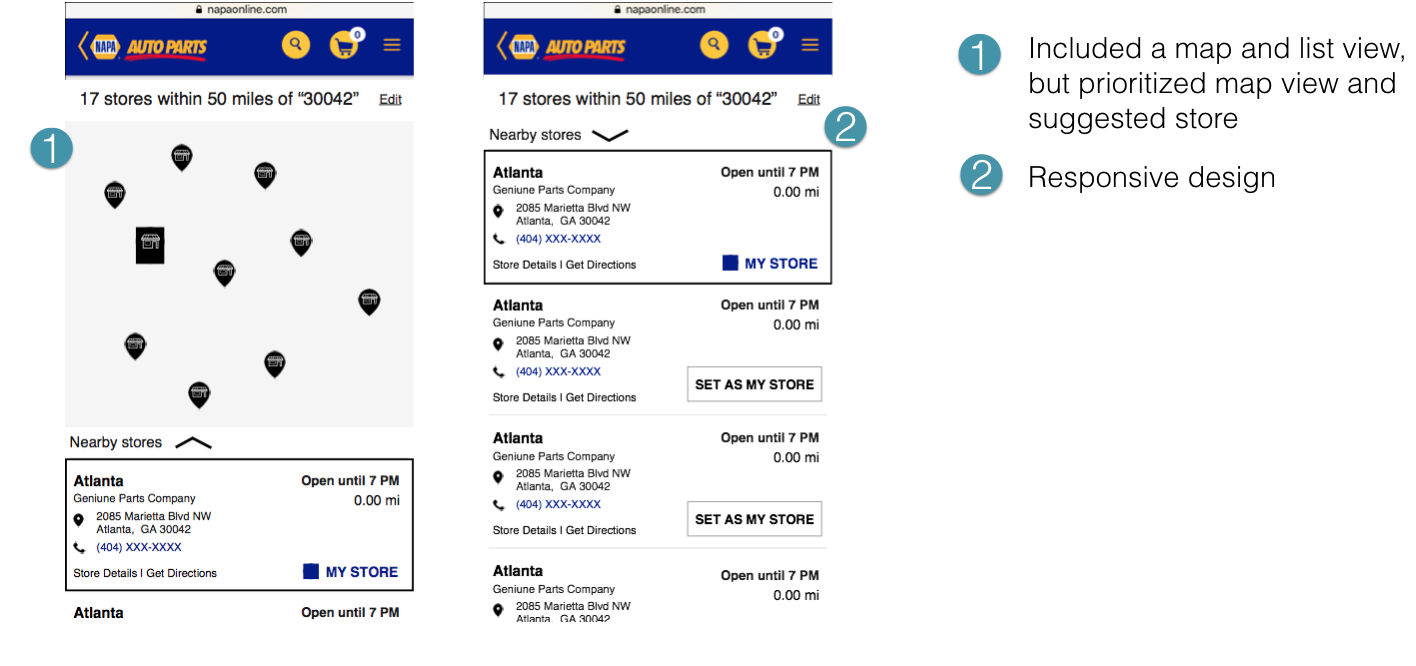 napaonline.com
NAPA AUTO PARTS
0
17 stores within 50 miles of “30042” Edit
1
Nearby stores
Atlanta Open until 7 PM
Geniune Parts Company 0.00 mi
2085 Marietta Blvd NW
Atlanta, GA 30042
(404) XXX-XXXX
Store Details I Get Directions MY STORE
Atlanta Open until 7 PM
napaonline.com
NAPA AUTO PARTS
0
17 stores within 50 miles of “30042” Edit
2
Nearby stores
Atlanta Open until 7 PM
Geniune Parts Company 0.00 mi
2085 Marietta Blvd NW
Atlanta, GA 30042
(404) XXX-XXXX
Store Details I Get Directions MY STORE
Atlanta Open until 7 PM
Geniune Parts Company 0.00 mi
2085 Marietta Blvd NW
Atlanta, GA 30042
(404) XXX-XXXX
SET AS MY STORE
Store Details I Get Directions
Atlanta Open until 7 PM
Geniune Parts Company 0.00 mi
2085 Marietta Blvd NW
Atlanta, GA 30042
(404) XXX-XXXX
SET AS MY STORE
Store Details I Get Directions
Atlanta Open until 7 PM
Geniune Parts Company 0.00 mi
2085 Marietta Blvd NW
Atlanta, GA 30042
1 Included a map and list view,
but prioritized map view and
suggested store
2 Responsive design